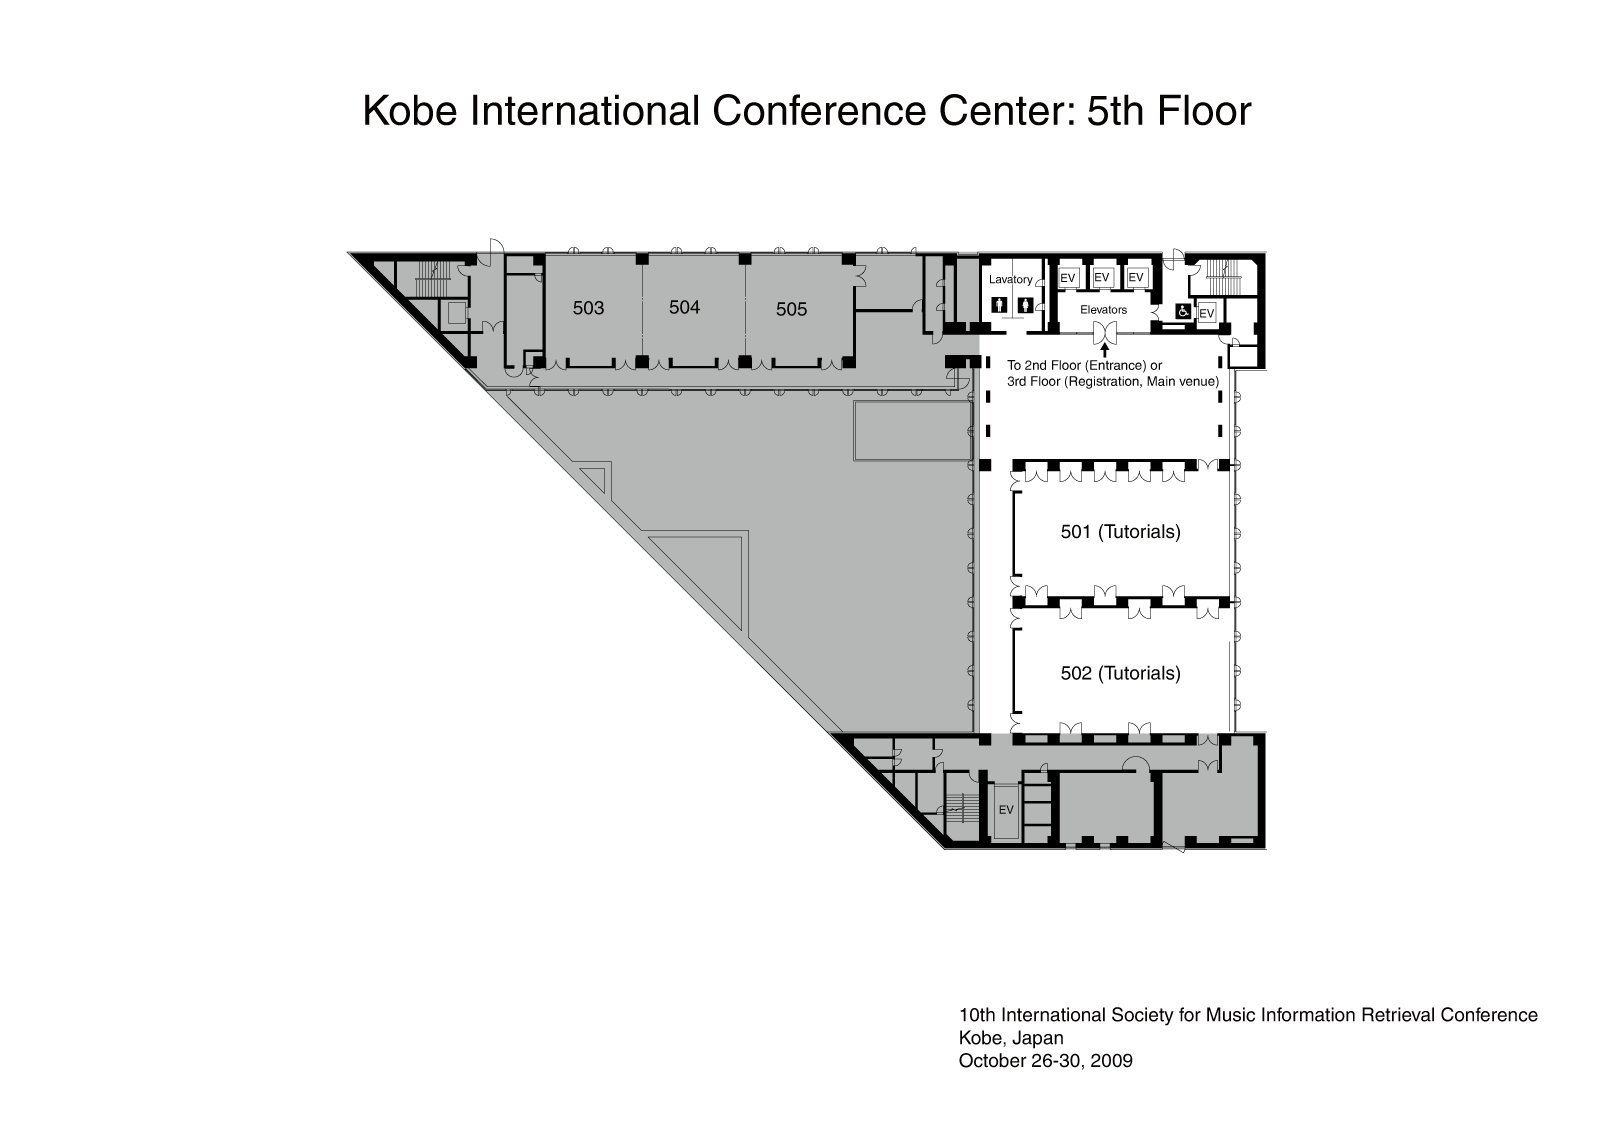 Kobe International Conference Center: 5th Floor
Lavatory
EV
EV
EV
503
504
505
Elevators
EV
To 2nd Floor (Entrance) or
3rd Floor (Registration, Main venue)
501 (Tutorials)
502 (Tutorials)
EV
10th International Society for Music Information Retrieval Conference
Kobe, Japan
October 26-30, 2009